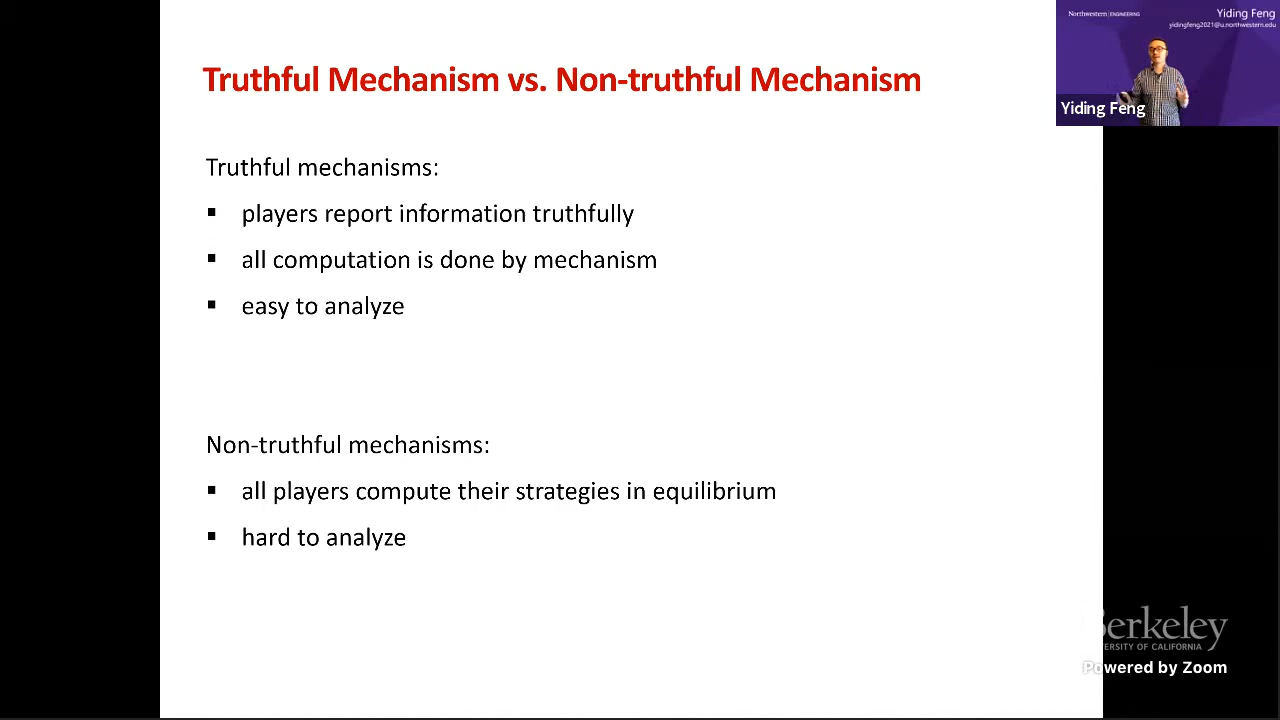 Truthful Mechanism vs. Non-truthful Mechanism
Truthful mechanisms:
▪ players report information truthfully
▪ all computation is done by mechanism
▪ easy to analyze
Non-truthful mechanisms:
▪ all players compute their strategies in equilibrium
▪ hard to analyze
Northwestern | ENGINEERING
Yiding Feng
yidingfeng2021@u.northwestern.edu
Yiding Feng
Berkeley
UNIVERSITY OF CALIFORNIA
Powered by Zoom